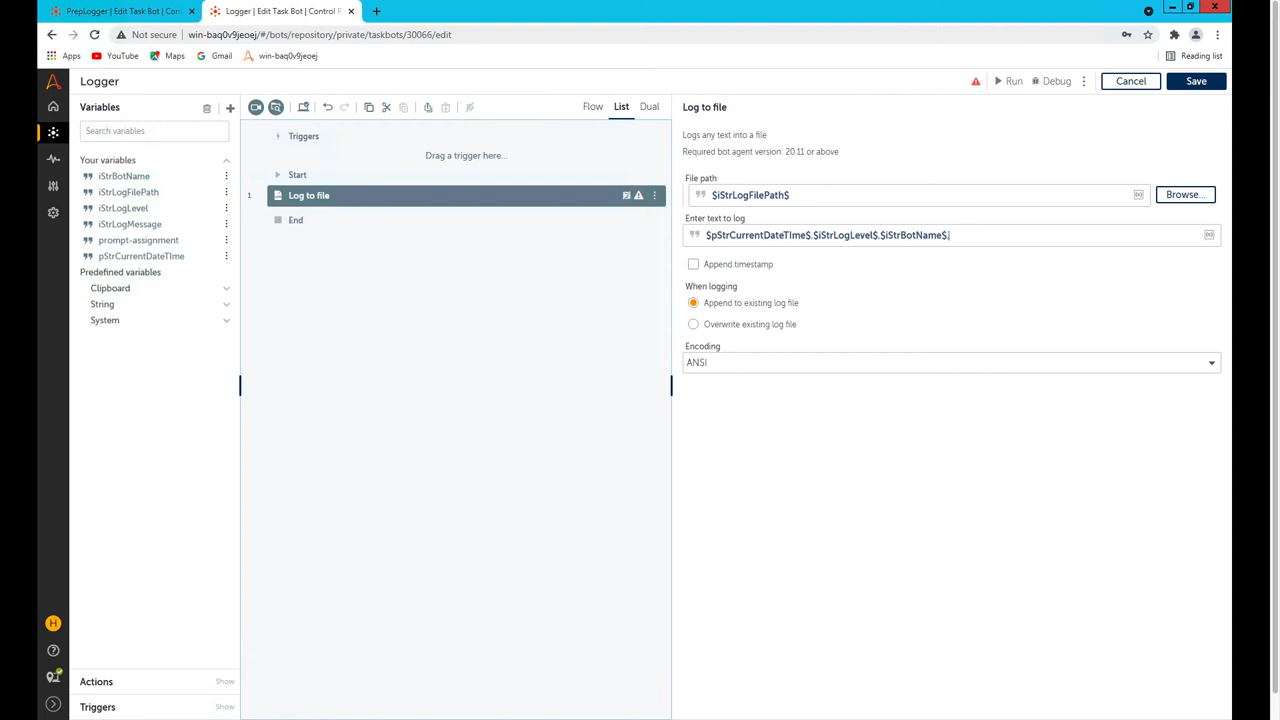 PrepLogger | Edit Task Bot | Cont
Logger | Edit Task Bot | Control R
Not secure win-baq0v9jeoej/#/bots/repository/private/taskbots/30066/edit
Apps YouTube Maps Gmail win-baq0v9jeoej Reading list
Logger Run Debug Cancel Save
Variables
Search variables
Your variables
iStrBotName
iStrLogFilePath
iStrLogLevel
iStrLogMessage
prompt-assignment
pStrCurrentDateTIme
Predefined variables
Clipboard
String
System
Actions Show
Triggers Show
Flow List Dual
Triggers
Drag a trigger here...
Start
1 Log to file
End
Log to file
Logs any text into a file
Required bot agent version: 20.11 or above
File path
$iStrLogFilePath$ Browse...
Enter text to log
$pStrCurrentDateTIme$,$iStrLogLevel$,$iStrBotName$,
Append timestamp
When logging
Append to existing log file
Overwrite existing log file
Encoding
ANSI
H